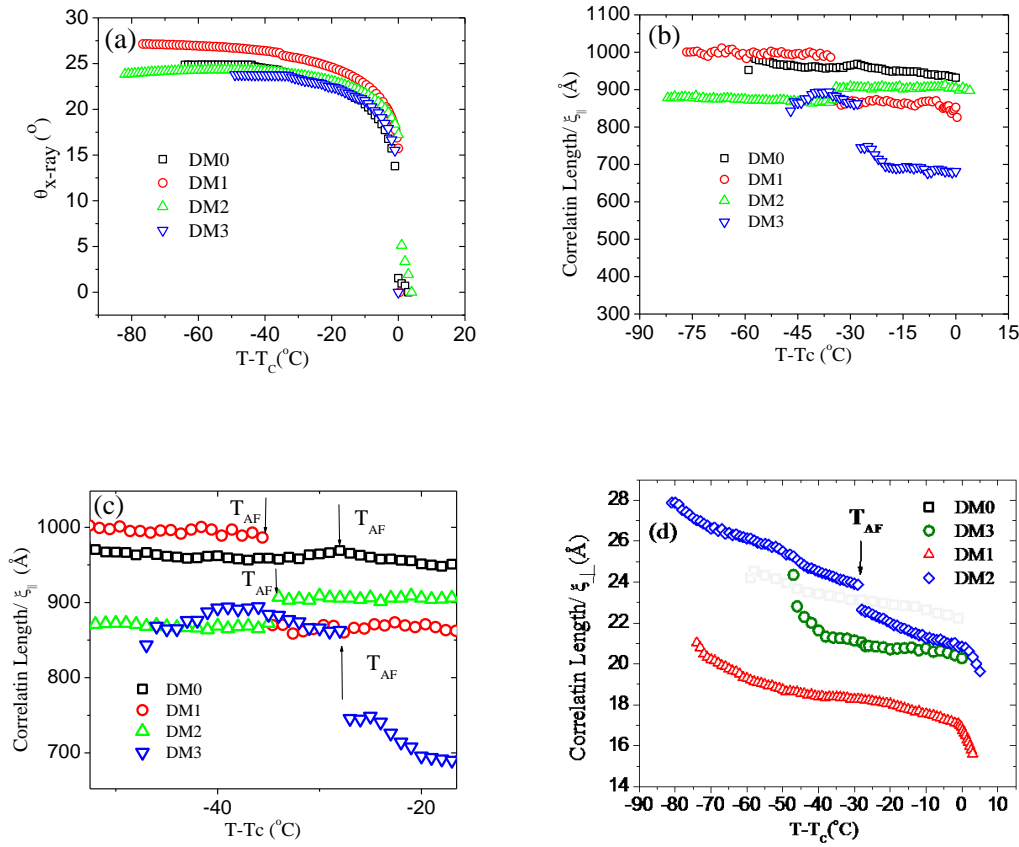 (a)
30
25
20
15
10
5
0
θx-ray (°)
DM0
DM1
DM2
DM3
-80 -60 -40 -20 0 20
T-TC(°C)
(b)
1100
1000
900
800
700
600
500
400
300
Correlatin Length/ ξ|| (Å)
DM0
DM1
DM2
DM3
-90 -75 -60 -45 -30 -15 0 15
T-Tc (°C)
(c)
1000
900
800
700
Correlatin Length/ ξ|| (Å)
TAF
TAF
TAF
TAF
DM0
DM1
DM2
DM3
-40 -20
T-Tc (°C)
(d)
28
26
24
22
20
18
16
14
Correlatin Length/ ξ⊥ (Å)
TAF
DM0
DM3
DM1
DM2
-90 -80 -70 -60 -50 -40 -30 -20 -10 0 10
T-TC(°C)